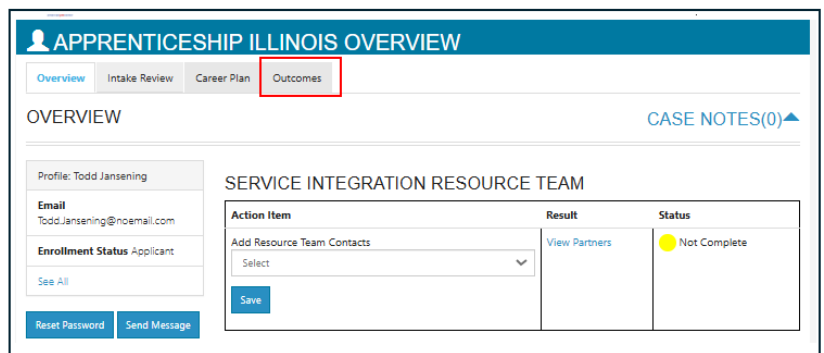 APPRENTICESHIP ILLINOIS OVERVIEW
Overview Intake Review Career Plan Outcomes
OVERVIEW
CASE NOTES(0)
Profile: Todd Jansening
Email
Todd.Jansening@noemail.com
Enrollment Status Applicant
See All
Reset Password Send Message
SERVICE INTEGRATION RESOURCE TEAM
Action Item Result Status
Add Resource Team Contacts View Partners Not Complete
Select
Save